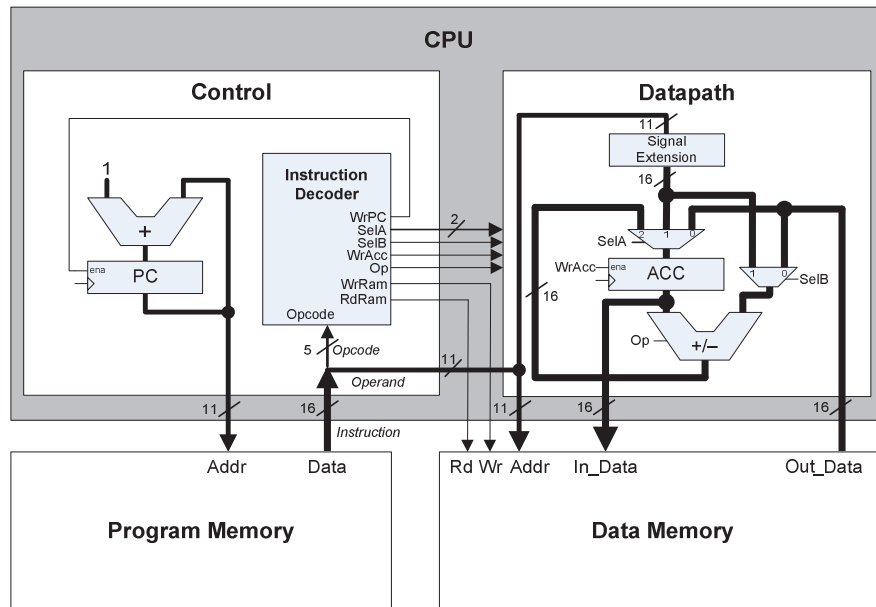 CPU
Control
1
+
ena
PC
Instruction
Decoder
WrPC
SelA
SelB
WrAcc
Op
WrRam
RdRam
Opcode
2
5
Opcode
11
Operand
11
16
Instruction
Datapath
11
Signal
Extension
16
2 1 0
SelA
1 0
SelB
WrAcc
ena
ACC
16
Op
+/–
11
16
16
Addr
Data
Program Memory
Rd Wr Addr
In_Data
Out_Data
Data Memory